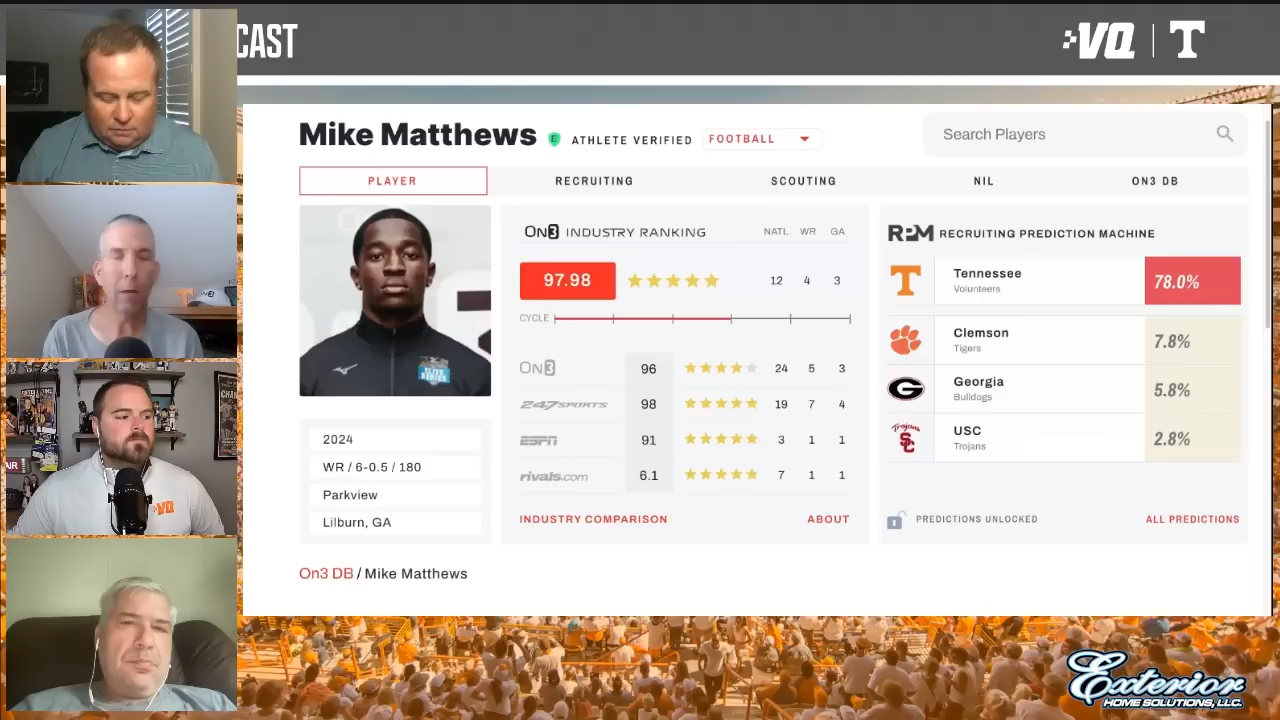 CAST
VQ | T
Mike Matthews
ATHLETE VERIFIED
FOOTBALL
Search Players
PLAYER
RECRUITING
SCOUTING
NIL
ON3 DB
On3 INDUSTRY RANKING
NATL. WR GA
97.98
12 4 3
CYCLE
On3 96 24 5 3
247SPORTS 98 19 7 4
ESPN 91 3 1 1
rivals.com 6.1 7 1 1
INDUSTRY COMPARISON
ABOUT
2024
WR / 6-0.5 / 180
Parkview
Lilburn, GA
RPM RECRUITING PREDICTION MACHINE
Tennessee
Volunteers
78.0%
Clemson
Tigers
7.8%
Georgia
Bulldogs
5.8%
USC
Trojans
2.8%
PREDICTIONS UNLOCKED
ALL PREDICTIONS
On3 DB / Mike Matthews
VQ
Exterior
HOME SOLUTIONS, LLC.